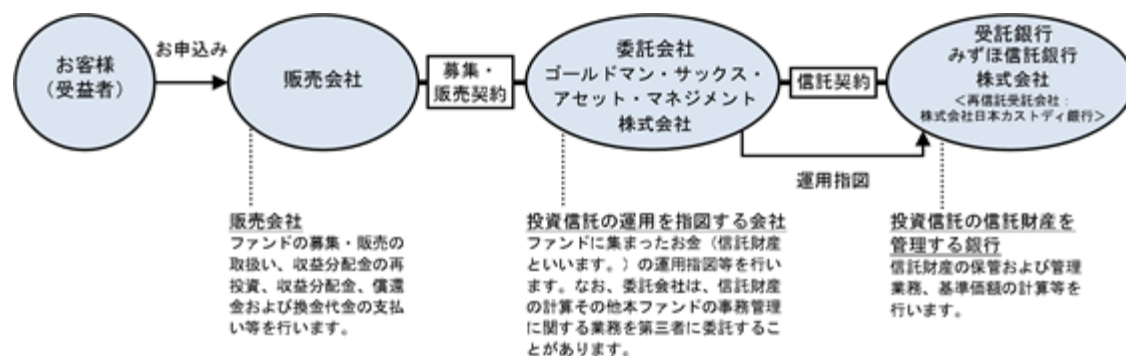 お客様
（受益者）
お申込み
販売会社
募集・
販売契約
委託会社
ゴールドマン・サックス・
アセット・マネジメント
株式会社
信託契約
受託銀行
みずほ信託銀行
株式会社
＜再信託受託会社：
株式会社日本カストディ銀行＞
運用指図
販売会社
ファンドの募集・販売の
取扱い、収益分配金の再
投資、収益分配金、償還
金および換金代金の支払
い等を行います。
投資信託の運用を指図する会社
ファンドに集まったお金（信託財産
といいます。）の運用指図等を行い
ます。なお、委託会社は、信託財産
の計算その他本ファンドの事務管理
に関する業務を第三者に委託するこ
とがあります。
投資信託の信託財産を
管理する銀行
信託財産の保管および管理
業務、基準価額の計算等を
行います。